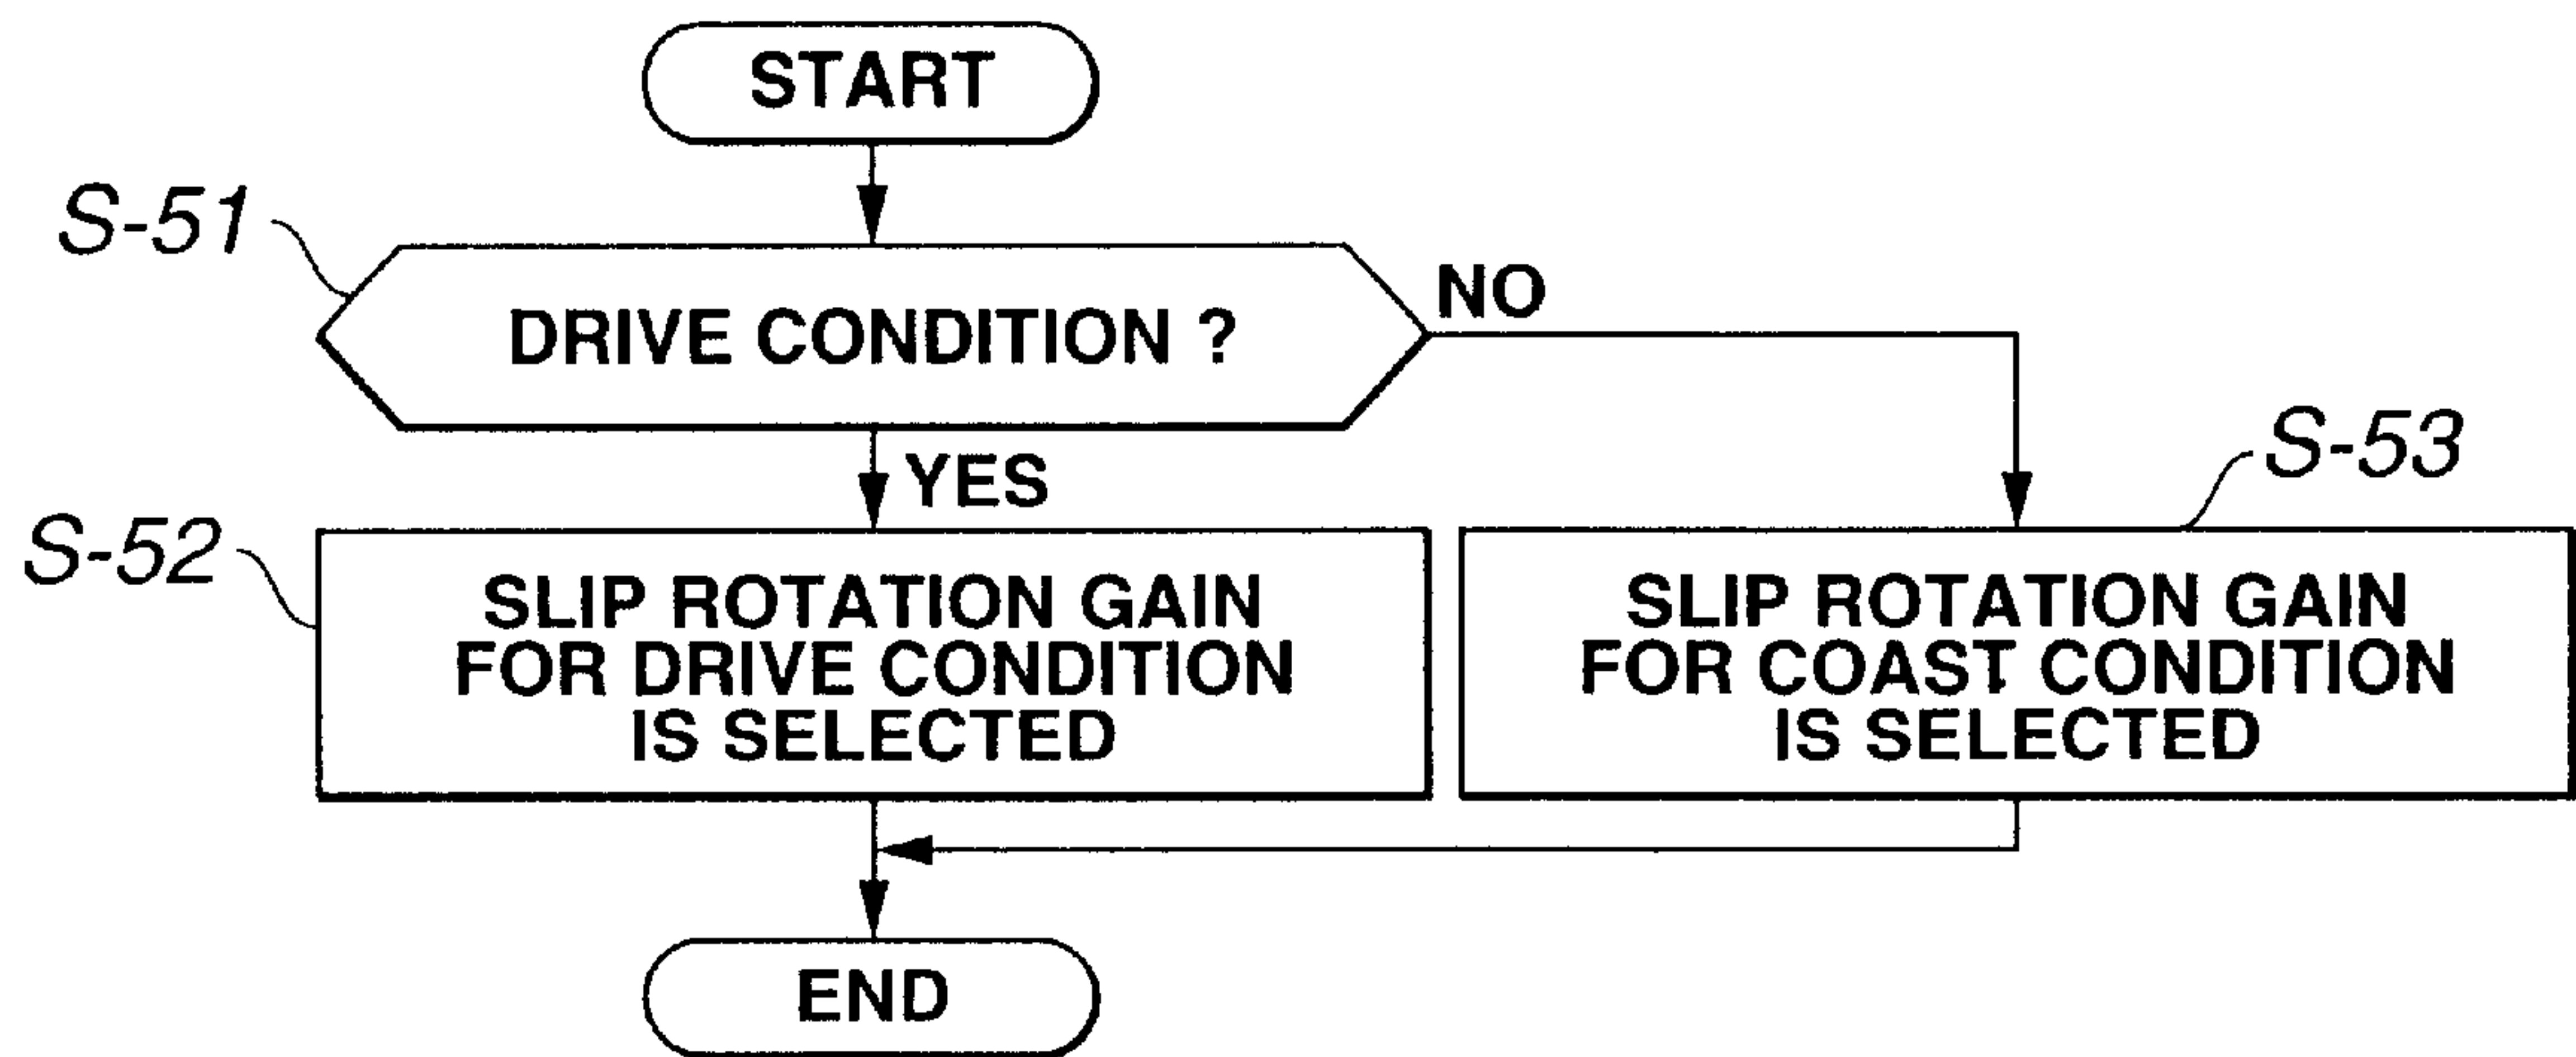 START
S-51
DRIVE CONDITION ?
NO
YES
S-52
SLIP ROTATION GAIN
FOR DRIVE CONDITION
IS SELECTED
S-53
SLIP ROTATION GAIN
FOR COAST CONDITION
IS SELECTED
END